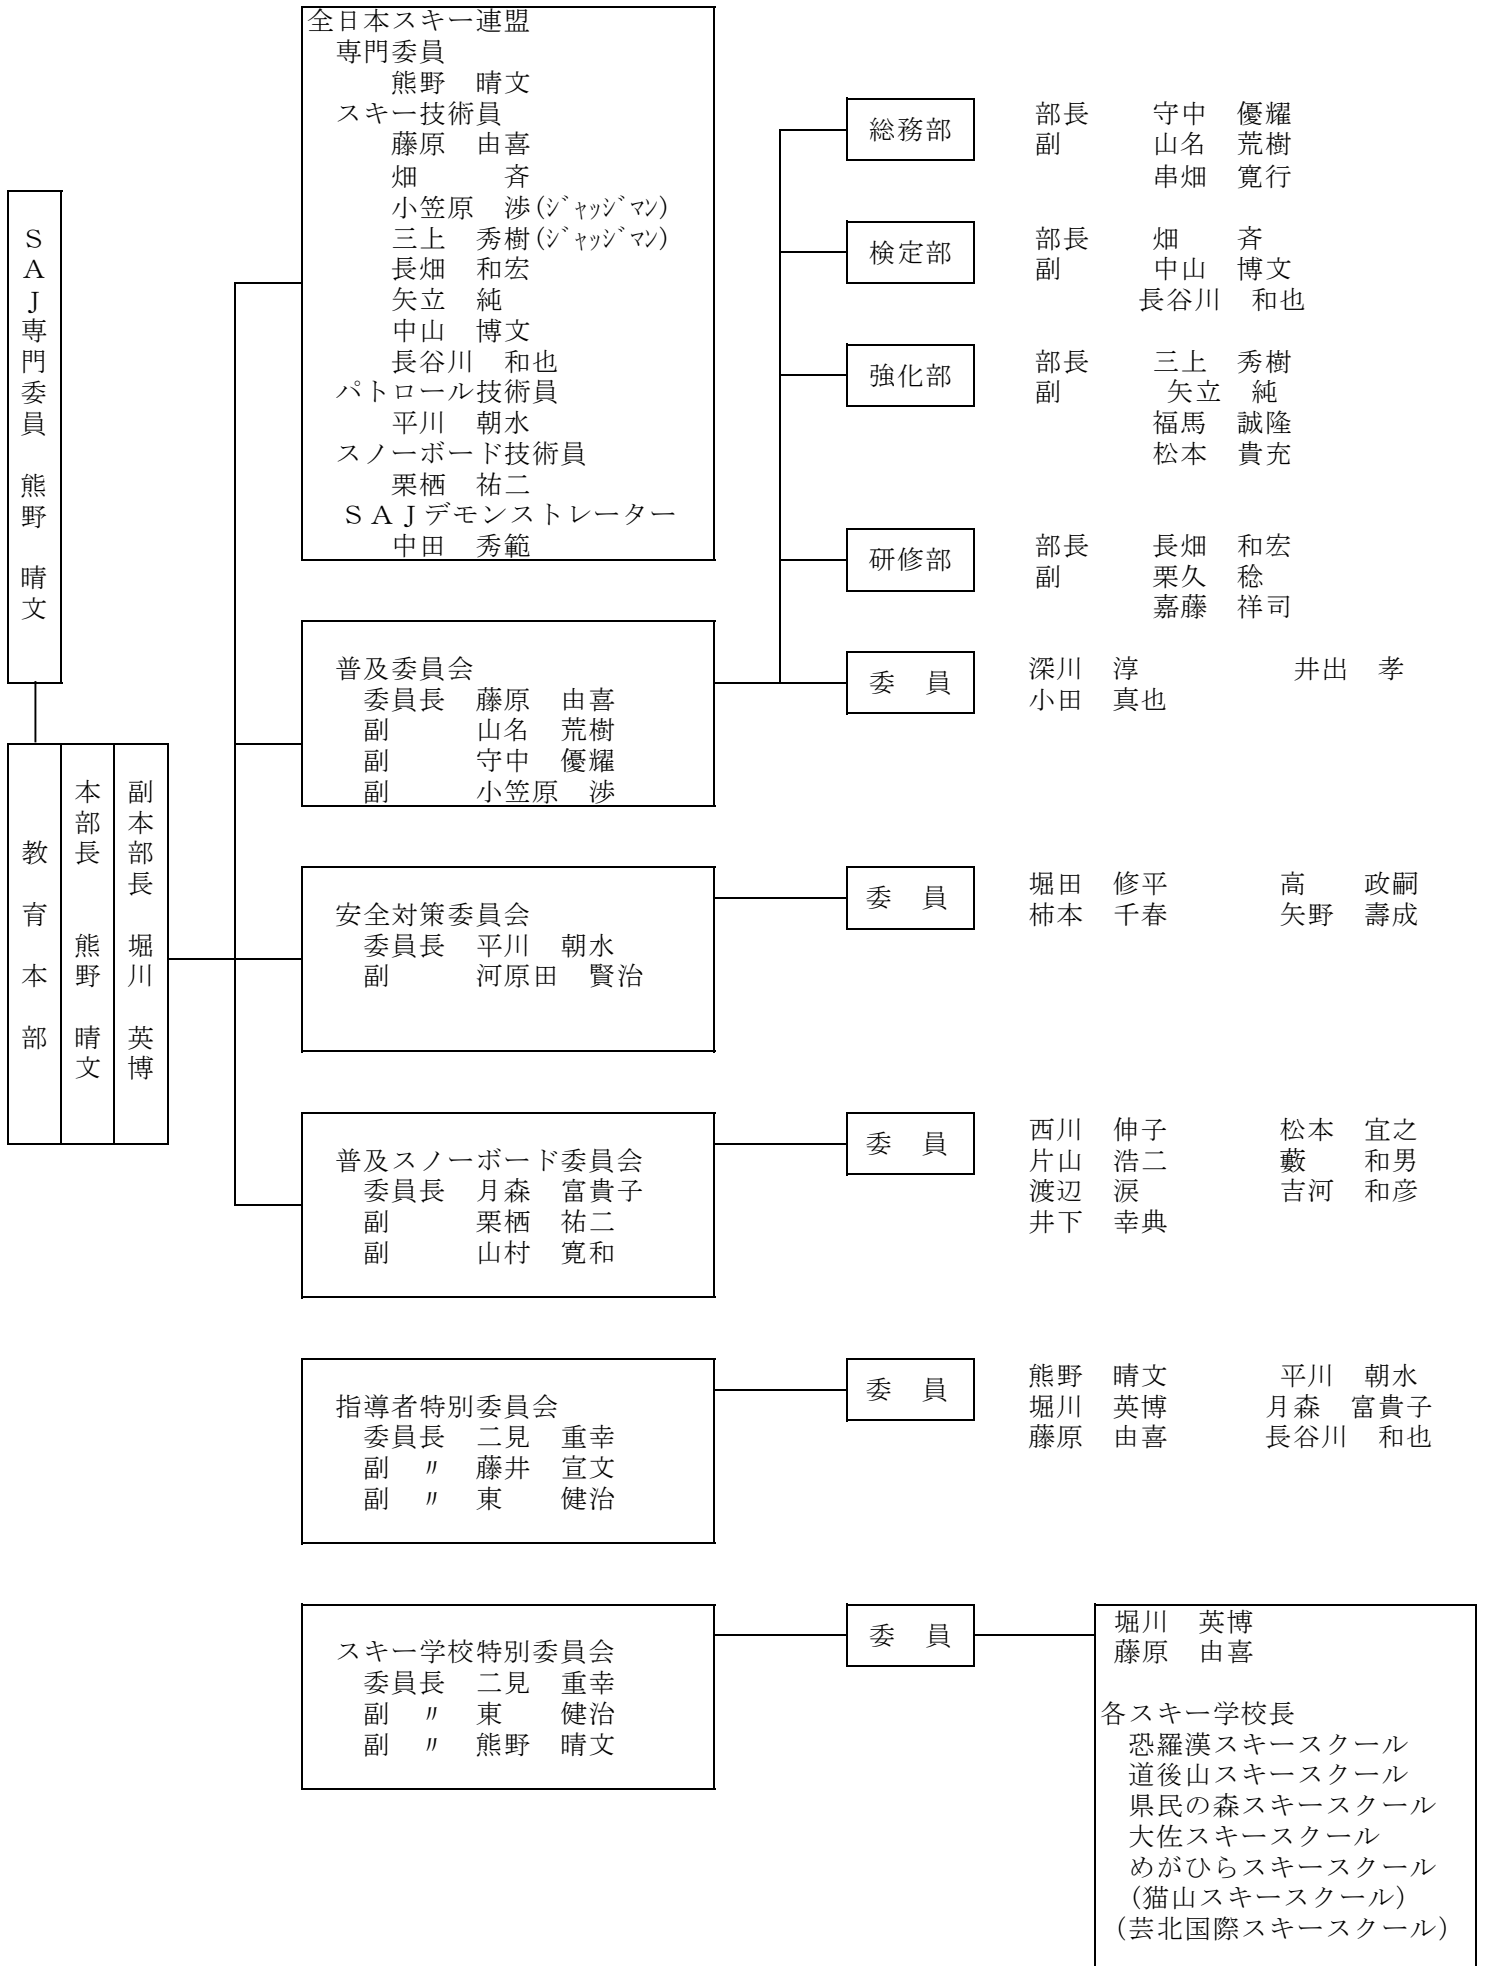 ＳＡＪ専門委員　熊野　晴文
教　育　本　部
本部長　　熊野　晴文
副本部長　堀川　英博
全日本スキー連盟
専門委員
熊野　晴文
スキー技術員
藤原　由喜
畑　　　斉
小笠原　渉(ｼﾞｬｯｼﾞﾏﾝ)
三上　秀樹(ｼﾞｬｯｼﾞﾏﾝ)
長畑　和宏
矢立　純
中山　博文
長谷川　和也
パトロール技術員
平川　朝水
スノーボード技術員
栗栖　祐二
ＳＡＪデモンストレーター
中田　秀範
普及委員会
委員長　藤原　由喜
副　　　山名　荒樹
副　　　守中　優耀
副　　　小笠原　渉
総務部
部長　　守中　優耀
副　　　山名　荒樹
串畑　寛行
検定部
部長　　畑　　斉
副　　　中山　博文
長谷川　和也
強化部
部長　　三上　秀樹
副　　　矢立　純
福馬　誠隆
松本　貴充
研修部
部長　　長畑　和宏
副　　　栗久　稔
嘉藤　祥司
委　員
深川　淳　　　　井出　孝
小田　真也
安全対策委員会
委員長　平川　朝水
副　　　河原田　賢治
委　員
堀田　修平　　　　高　　政嗣
柿本　千春　　　　矢野　壽成
普及スノーボード委員会
委員長　月森　富貴子
副　　　栗栖　祐二
副　　　山村　寛和
委　員
西川　伸子　　　　松本　宜之
片山　浩二　　　　藪　　和男
渡辺　涙　　　　吉河　和彦
井下　幸典
指導者特別委員会
委員長　二見　重幸
副　〃　藤井　宣文
副　〃　東　　健治
委　員
熊野　晴文　　　　平川　朝水
堀川　英博　　　　月森　富貴子
藤原　由喜　　　　長谷川　和也
スキー学校特別委員会
委員長　二見　重幸
副　〃　東　　健治
副　〃　熊野　晴文
委　員
堀川　英博
藤原　由喜
各スキー学校長
恐羅漢スキースクール
道後山スキースクール
県民の森スキースクール
大佐スキースクール
めがひらスキースクール
（猫山スキースクール）
（芸北国際スキースクール）